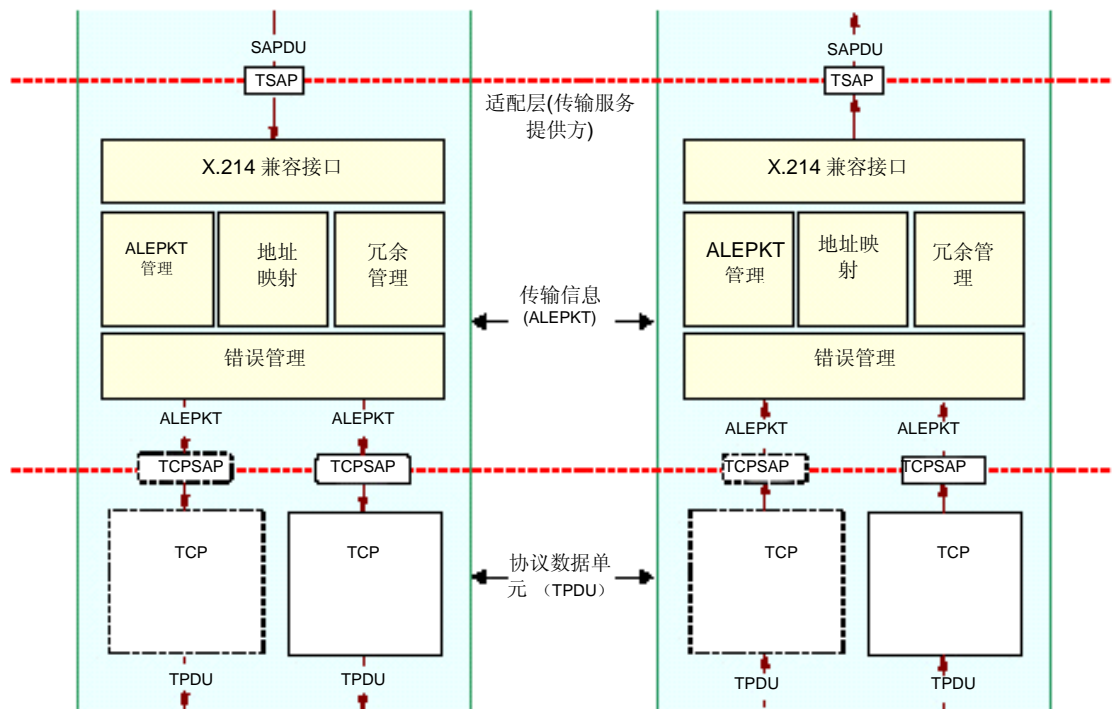 SAPDU
SAPDU
TSAP
TSAP
适配层(传输服务
提供方)
X.214 兼容接口
X.214 兼容接口
ALEPKT
管理
地址
映射
冗余
管理
ALEPKT
管理
地址映
射
冗余管
理
传输信息
(ALEPKT)
错误管理
错误管理
ALEPKT
ALEPKT
ALEPKT
ALEPKT
TCPSAP
TCPSAP
TCPSAP
TCPSAP
TCP
TCP
TCP
TCP
协议数据单
元 （TPDU）
TPDU
TPDU
TPDU
TPDU